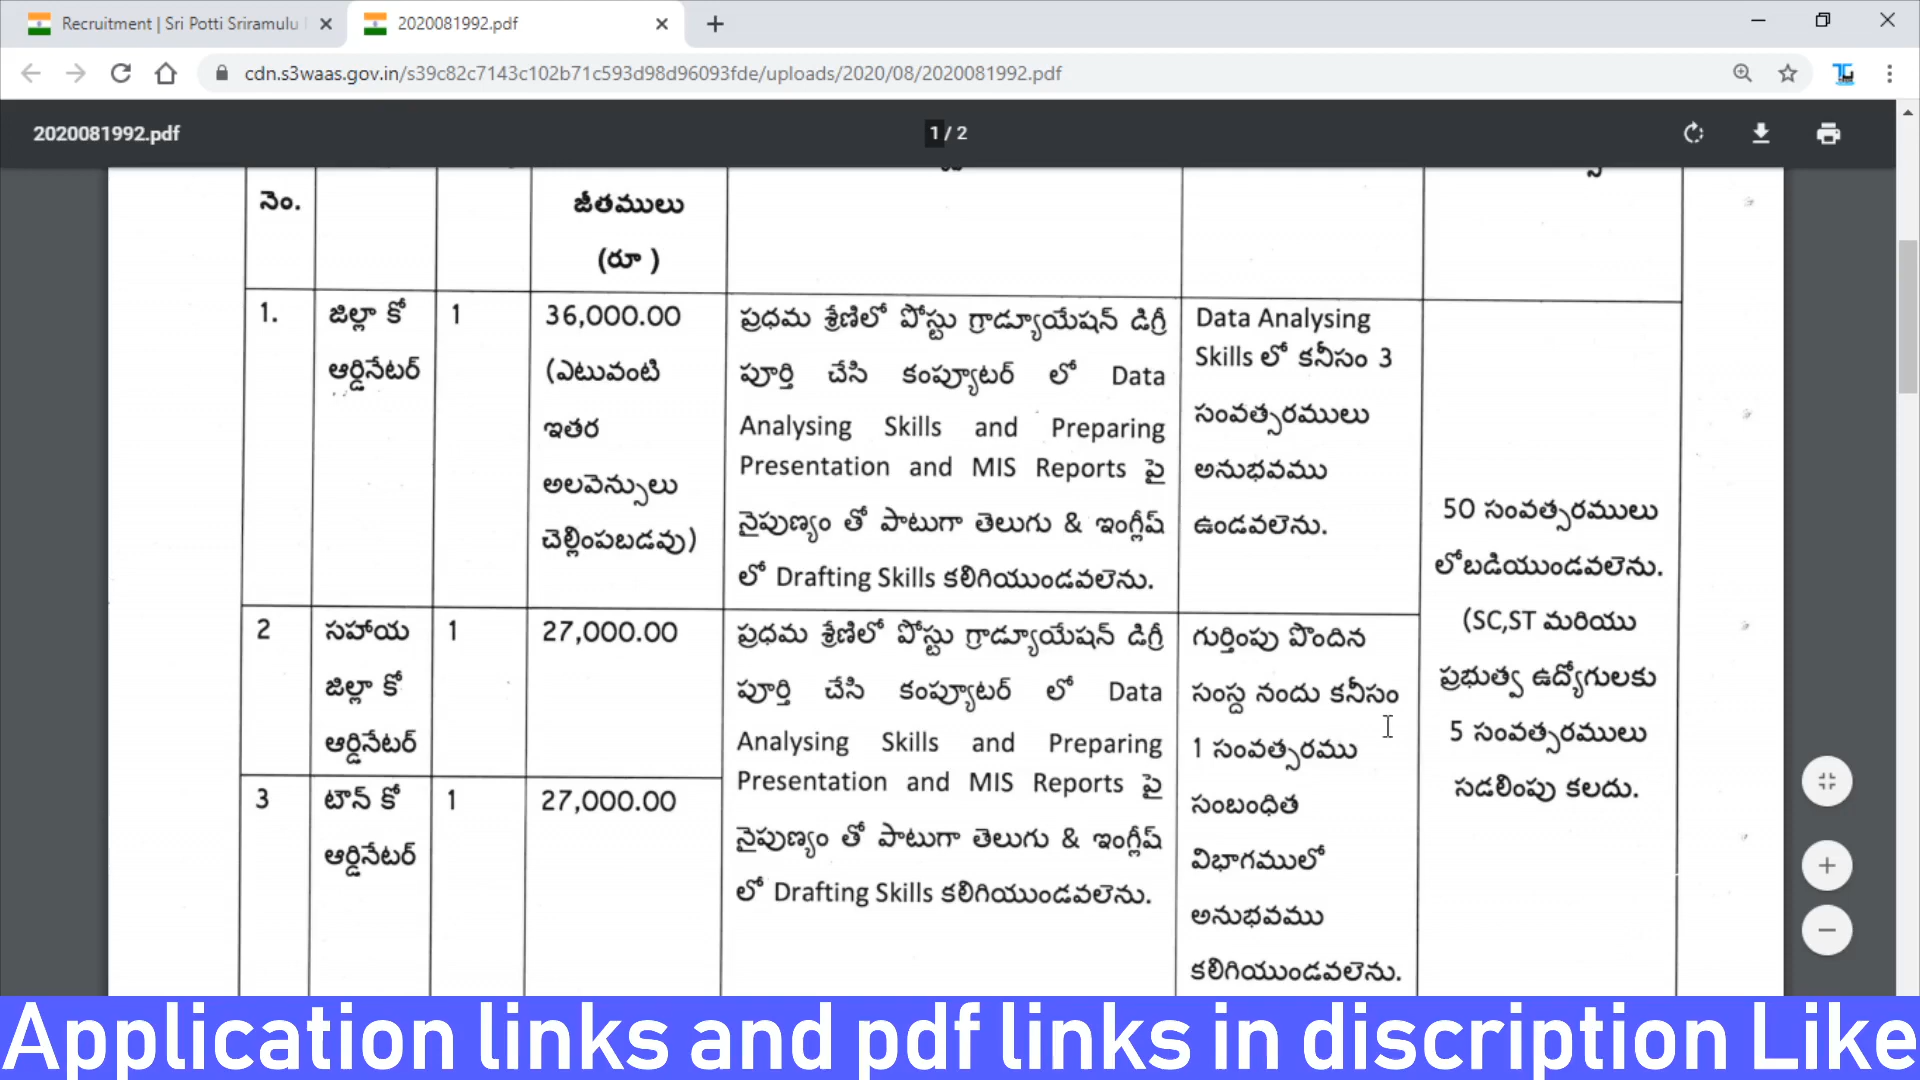 Recruitment | Sri Potti Sriramulu
2020081992.pdf
cdn.s3waas.gov.in/s39c82c7143c102b71c593d98d96093fde/uploads/2020/08/2020081992.pdf
2020081992.pdf
1 / 2
నెం.
జీతములు
(రూ )
1.
జిల్లా కో
ఆర్డినేటర్
1
36,000.00
(ఎటువంటి
ఇతర
అలవెన్సులు
చెల్లింపబడవు)
ప్రధమ శ్రేణిలో పోస్టు గ్రాడ్యూయేషన్ డిగ్రీ
పూర్తి చేసి కంప్యూటర్ లో Data
Analysing Skills and Preparing
Presentation and MIS Reports పై
నైపుణ్యం తో పాటుగా తెలుగు & ఇంగ్లీష్
లో Drafting Skills కలిగియుండవలెను.
Data Analysing
Skills లో కనీసం 3
సంవత్సరములు
అనుభవము
ఉండవలెను.
50 సంవత్సరములు
లోబడియుండవలెను.
(SC,ST మరియు
ప్రభుత్వ ఉద్యోగులకు
5 సంవత్సరములు
సడలింపు కలదు.
2
సహాయ
జిల్లా కో
ఆర్డినేటర్
1
27,000.00
ప్రధమ శ్రేణిలో పోస్టు గ్రాడ్యూయేషన్ డిగ్రీ
పూర్తి చేసి కంప్యూటర్ లో Data
Analysing Skills and Preparing
Presentation and MIS Reports పై
నైపుణ్యం తో పాటుగా తెలుగు & ఇంగ్లీష్
లో Drafting Skills కలిగియుండవలెను.
గుర్తింపు పొందిన
సంస్ద నందు కనీసం
1 సంవత్సరము
సంబంధిత
విభాగములో
అనుభవము
కలిగియుండవలెను.
3
టౌన్ కో
ఆర్డినేటర్
1
27,000.00
Application links and pdf links in discription Like